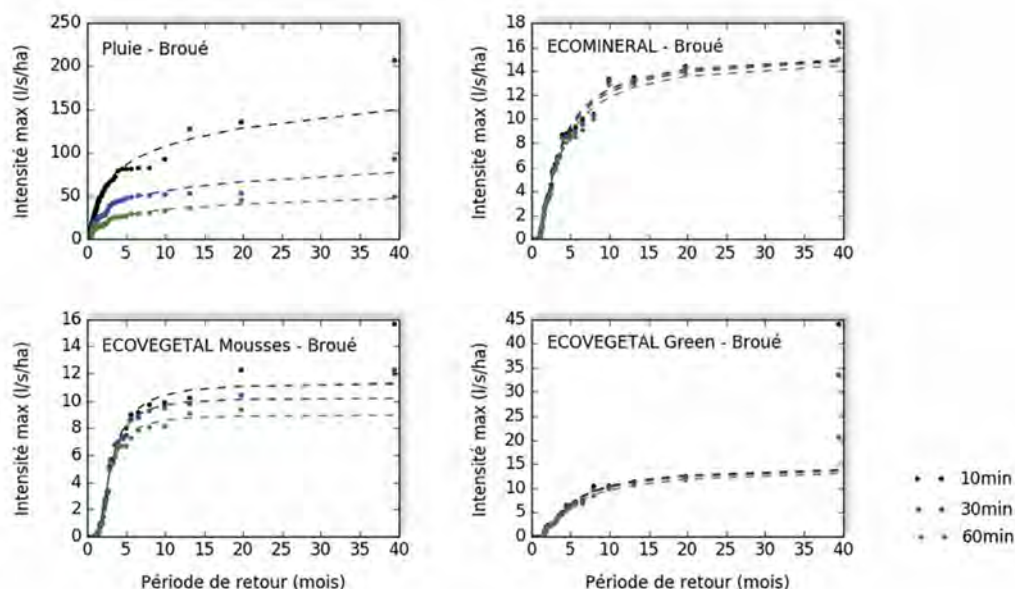 Pluie - Broué
Intensité max (l/s/ha)
250
200
150
100
50
0
0 5 10 15 20 25 30 35 40
ECOMINERAL - Broué
Intensité max (l/s/ha)
18
16
14
12
10
8
6
4
2
0
0 5 10 15 20 25 30 35 40
ECOVEGETAL Mousses - Broué
Intensité max (l/s/ha)
16
14
12
10
8
6
4
2
0
0 5 10 15 20 25 30 35 40
Période de retour (mois)
ECOVEGETAL Green - Broué
Intensité max (l/s/ha)
45
40
35
30
25
20
15
10
5
0
0 5 10 15 20 25 30 35 40
Période de retour (mois)
10min
30min
60min